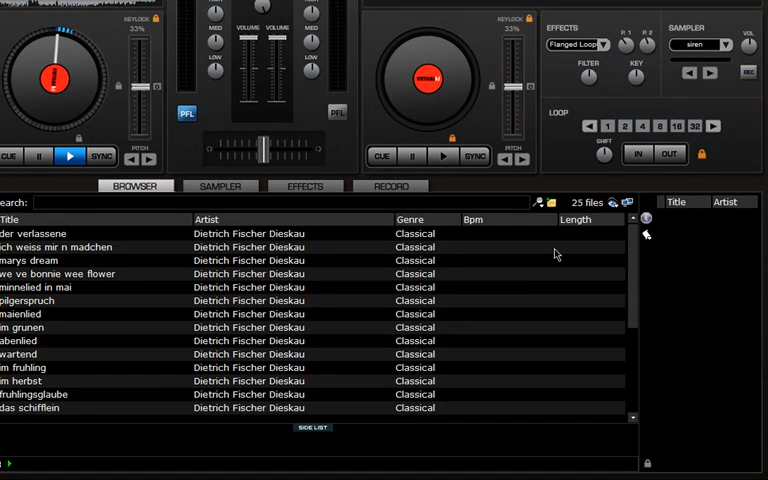 KEYLOCK
33%
KEYLOCK
33%
MED
LOW
VOLUME
VOLUME
MED
LOW
PFL
PFL
CUE
SYNC
PITCH
CUE
SYNC
PITCH
EFFECTS
Flanged Loop
P. 1
P. 2
FILTER
KEY
SAMPLER
siren
VOL
REC
LOOP
1 2 4 8 16 32
SHIFT
IN OUT
BROWSER SAMPLER EFFECTS RECORD
earch:
25 files
Title Artist
Title Artist Genre Bpm Length
der verlassene Dietrich Fischer Dieskau Classical
ich weiss mir n madchen Dietrich Fischer Dieskau Classical
marys dream Dietrich Fischer Dieskau Classical
we ve bonnie wee flower Dietrich Fischer Dieskau Classical
minnelied in mai Dietrich Fischer Dieskau Classical
pilgerspruch Dietrich Fischer Dieskau Classical
maienlied Dietrich Fischer Dieskau Classical
im grunen Dietrich Fischer Dieskau Classical
abenlied Dietrich Fischer Dieskau Classical
wartend Dietrich Fischer Dieskau Classical
im fruhling Dietrich Fischer Dieskau Classical
im herbst Dietrich Fischer Dieskau Classical
fruhlingsglaube Dietrich Fischer Dieskau Classical
das schifflein Dietrich Fischer Dieskau Classical
SIDE LIST